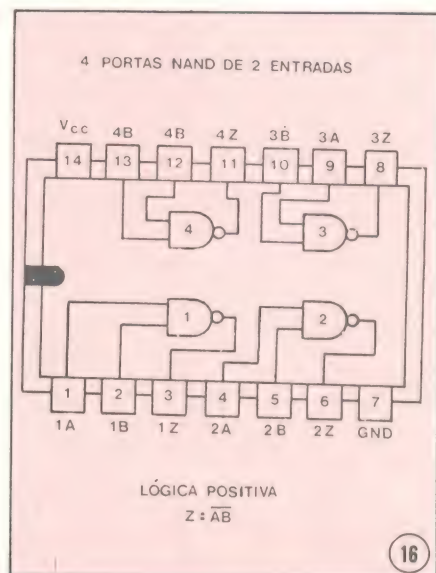 4 PORTAS NAND DE 2 ENTRADAS
Vcc 4B 4B 4Z 3B 3A 3Z
14 13 12 11 10 9 8
4 3
1 2
1 2 3 4 5 6 7
1A 1B 1Z 2A 2B 2Z GND
LÓGICA POSITIVA
Z = A̅B̅
16